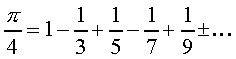 π/4 = 1 − 1/3 + 1/5 − 1/7 + 1/9 ± …